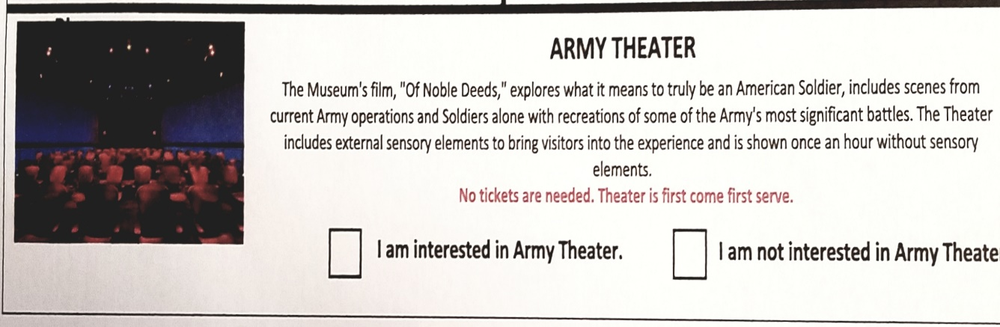 ARMY THEATER
The Museum's film, "Of Noble Deeds," explores what it means to truly be an American Soldier, includes scenes from
current Army operations and Soldiers alone with recreations of some of the Army's most significant battles. The Theater
includes external sensory elements to bring visitors into the experience and is shown once an hour without sensory
elements.
No tickets are needed. Theater is first come first serve.
I am interested in Army Theater.
I am not interested in Army Theate